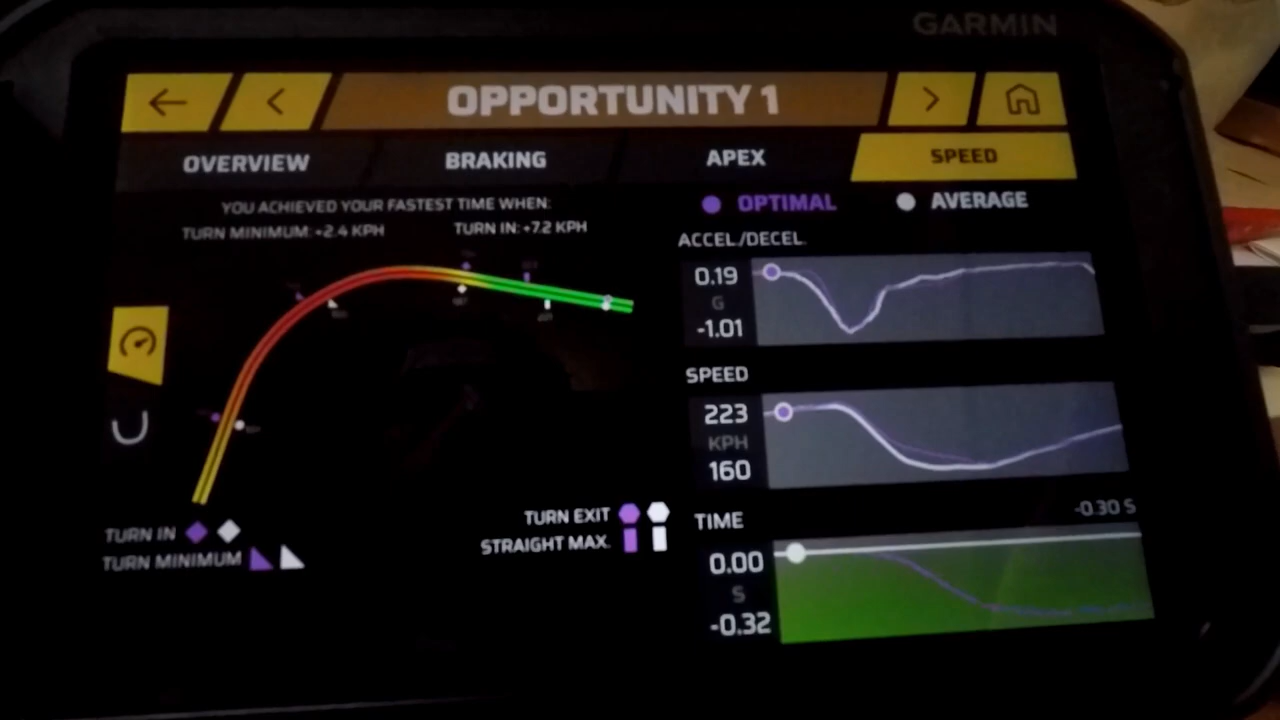 GARMIN
OPPORTUNITY 1
OVERVIEW BRAKING APEX SPEED
YOU ACHIEVED YOUR FASTEST TIME WHEN:
TURN MINIMUM: +2.4 KPH TURN IN: +7.2 KPH
OPTIMAL AVERAGE
ACCEL./DECEL.
0.19
G
-1.01
SPEED
223
KPH
160
TURN IN
TURN MINIMUM
TURN EXIT
STRAIGHT MAX.
TIME
-0.30 S
0.00
S
-0.32